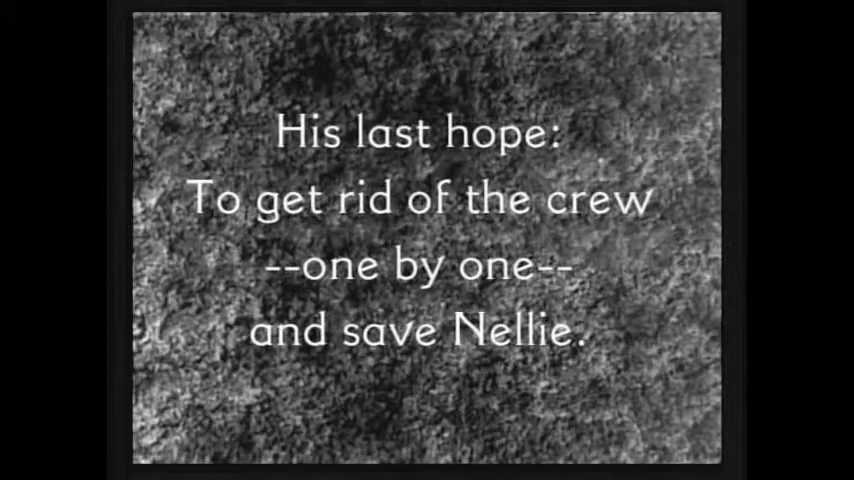 His last hope:
To get rid of the crew
--one by one--
and save Nellie.